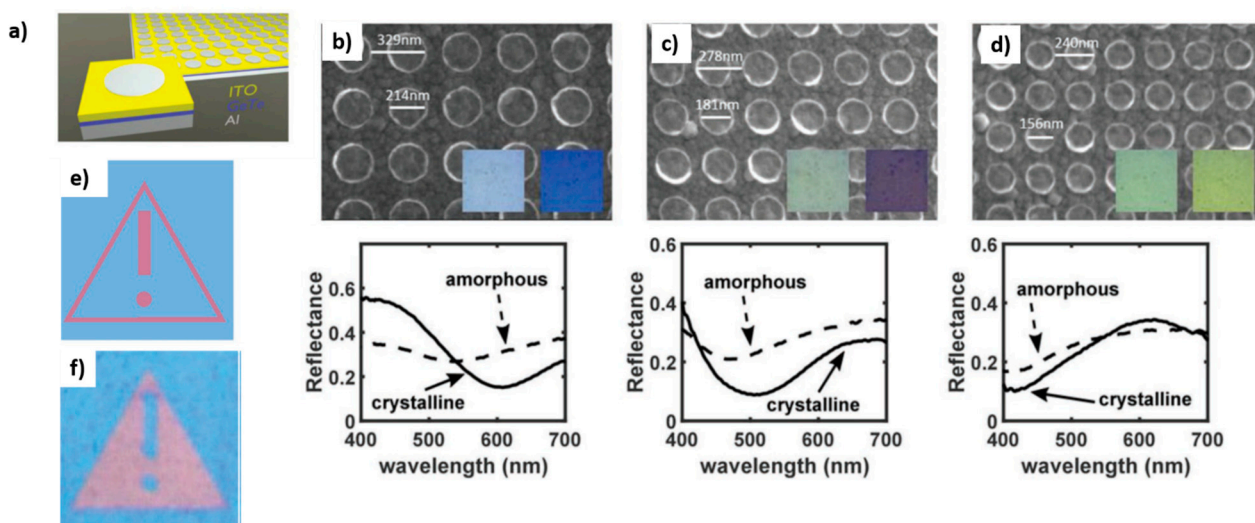 a)
ITO
GeTe
Al
b)
329nm
214nm
c)
278nm
181nm
d)
240nm
156nm
e)
!
f)
!
0.6
0.4
0.2
0
Reflectance
amorphous
crystalline
400 500 600 700
wavelength (nm)
0.6
0.4
0.2
0
Reflectance
amorphous
crystalline
400 500 600 700
wavelength (nm)
0.6
0.4
0.2
0
Reflectance
amorphous
crystalline
400 500 600 700
wavelength (nm)